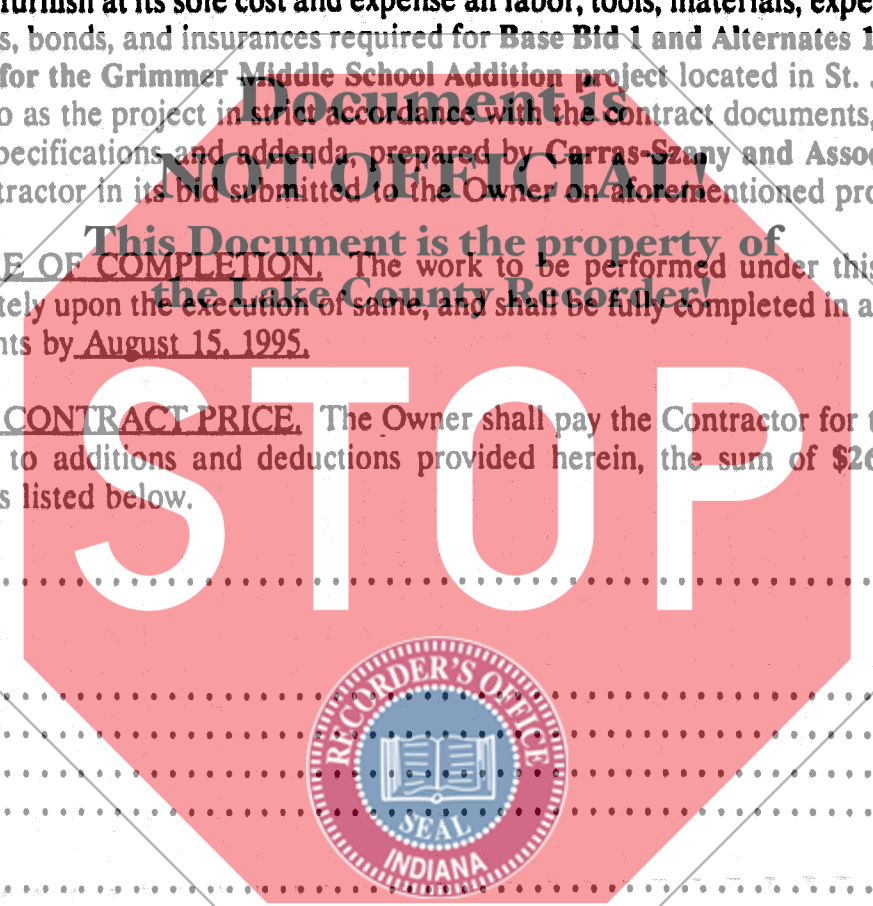 furnish at its sole cost and expense all labor, tools, materials, expe
s, bonds, and insurances required for Base Bid 1 and Alternates 1
for the Grimmer Middle School Addition project located in St.
Document is
o as the project in strict accordance with the contract documents,
pecifications and addenda, prepared by Carras-Szany and Assoc
NOT OFFICIAL!
tractor in its bid submitted to the Owner on aforementioned pro
This Document is the property of
E OF COMPLETION. The work to be performed under this
the Lake County Recorder!
tely upon the execution of same, and shall be fully completed in a
nts by August 15, 1995.
CONTRACT PRICE. The Owner shall pay the Contractor for t
to additions and deductions provided herein, the sum of $26
s listed below.
STOP
RECORDER'S OFFICE
SEAL
INDIANA